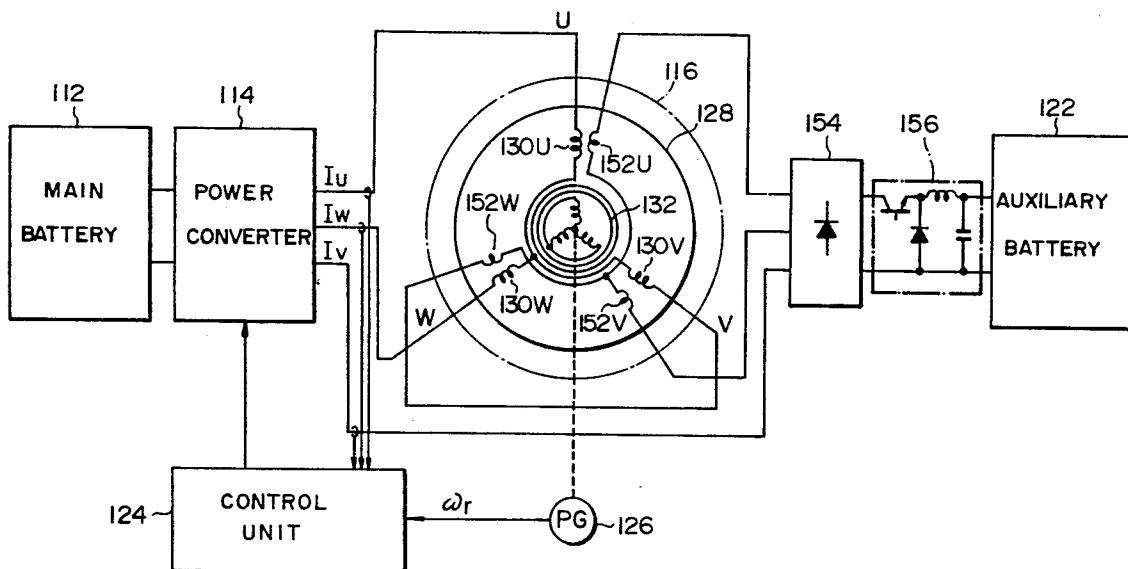 U
116
112
114
128
154
156
122
130U
152U
MAIN
BATTERY
POWER
CONVERTER
Iu
Iw
Iv
152W
132
130V
AUXILIARY
BATTERY
130W
152V
W
V
124
CONTROL
UNIT
ωr
PG
126